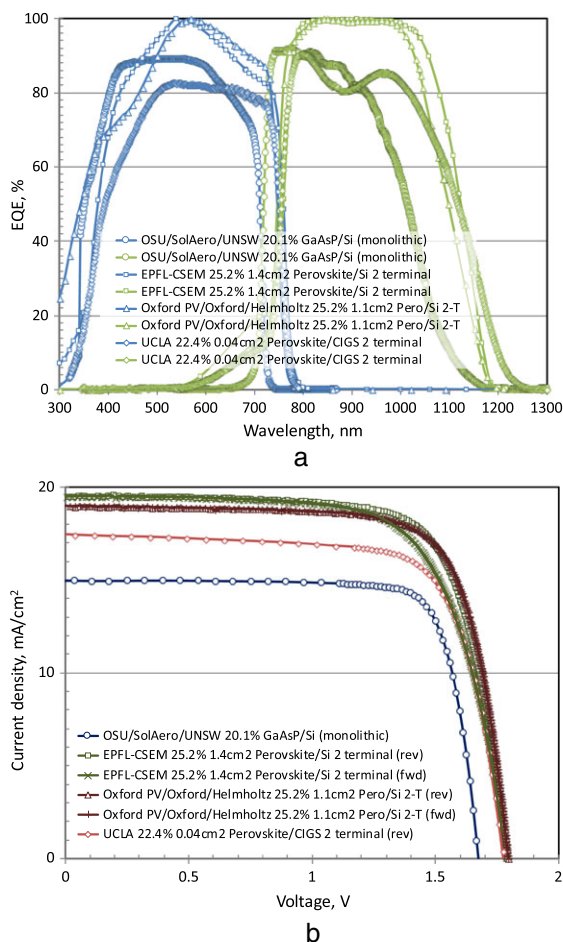 100
80
60
40
20
0
EQE, %
OSU/SolAero/UNSW 20.1% GaAsP/Si (monolithic)
OSU/SolAero/UNSW 20.1% GaAsP/Si (monolithic)
EPFL-CSEM 25.2% 1.4cm2 Perovskite/Si 2 terminal
EPFL-CSEM 25.2% 1.4cm2 Perovskite/Si 2 terminal
Oxford PV/Oxford/Helmholtz 25.2% 1.1cm2 Pero/Si 2-T
Oxford PV/Oxford/Helmholtz 25.2% 1.1cm2 Pero/Si 2-T
UCLA 22.4% 0.04cm2 Perovskite/CIGS 2 terminal
UCLA 22.4% 0.04cm2 Perovskite/CIGS 2 terminal
300 400 500 600 700 800 900 1000 1100 1200 1300
Wavelength, nm
a
20
10
0
Current density, mA/cm²
OSU/SolAero/UNSW 20.1% GaAsP/Si (monolithic)
EPFL-CSEM 25.2% 1.4cm2 Perovskite/Si 2 terminal (rev)
EPFL-CSEM 25.2% 1.4cm2 Perovskite/Si 2 terminal (fwd)
Oxford PV/Oxford/Helmholtz 25.2% 1.1cm2 Pero/Si 2-T (rev)
Oxford PV/Oxford/Helmholtz 25.2% 1.1cm2 Pero/Si 2-T (fwd)
UCLA 22.4% 0.04cm2 Perovskite/CIGS 2 terminal (rev)
0 0.5 1 1.5 2
Voltage, V
b